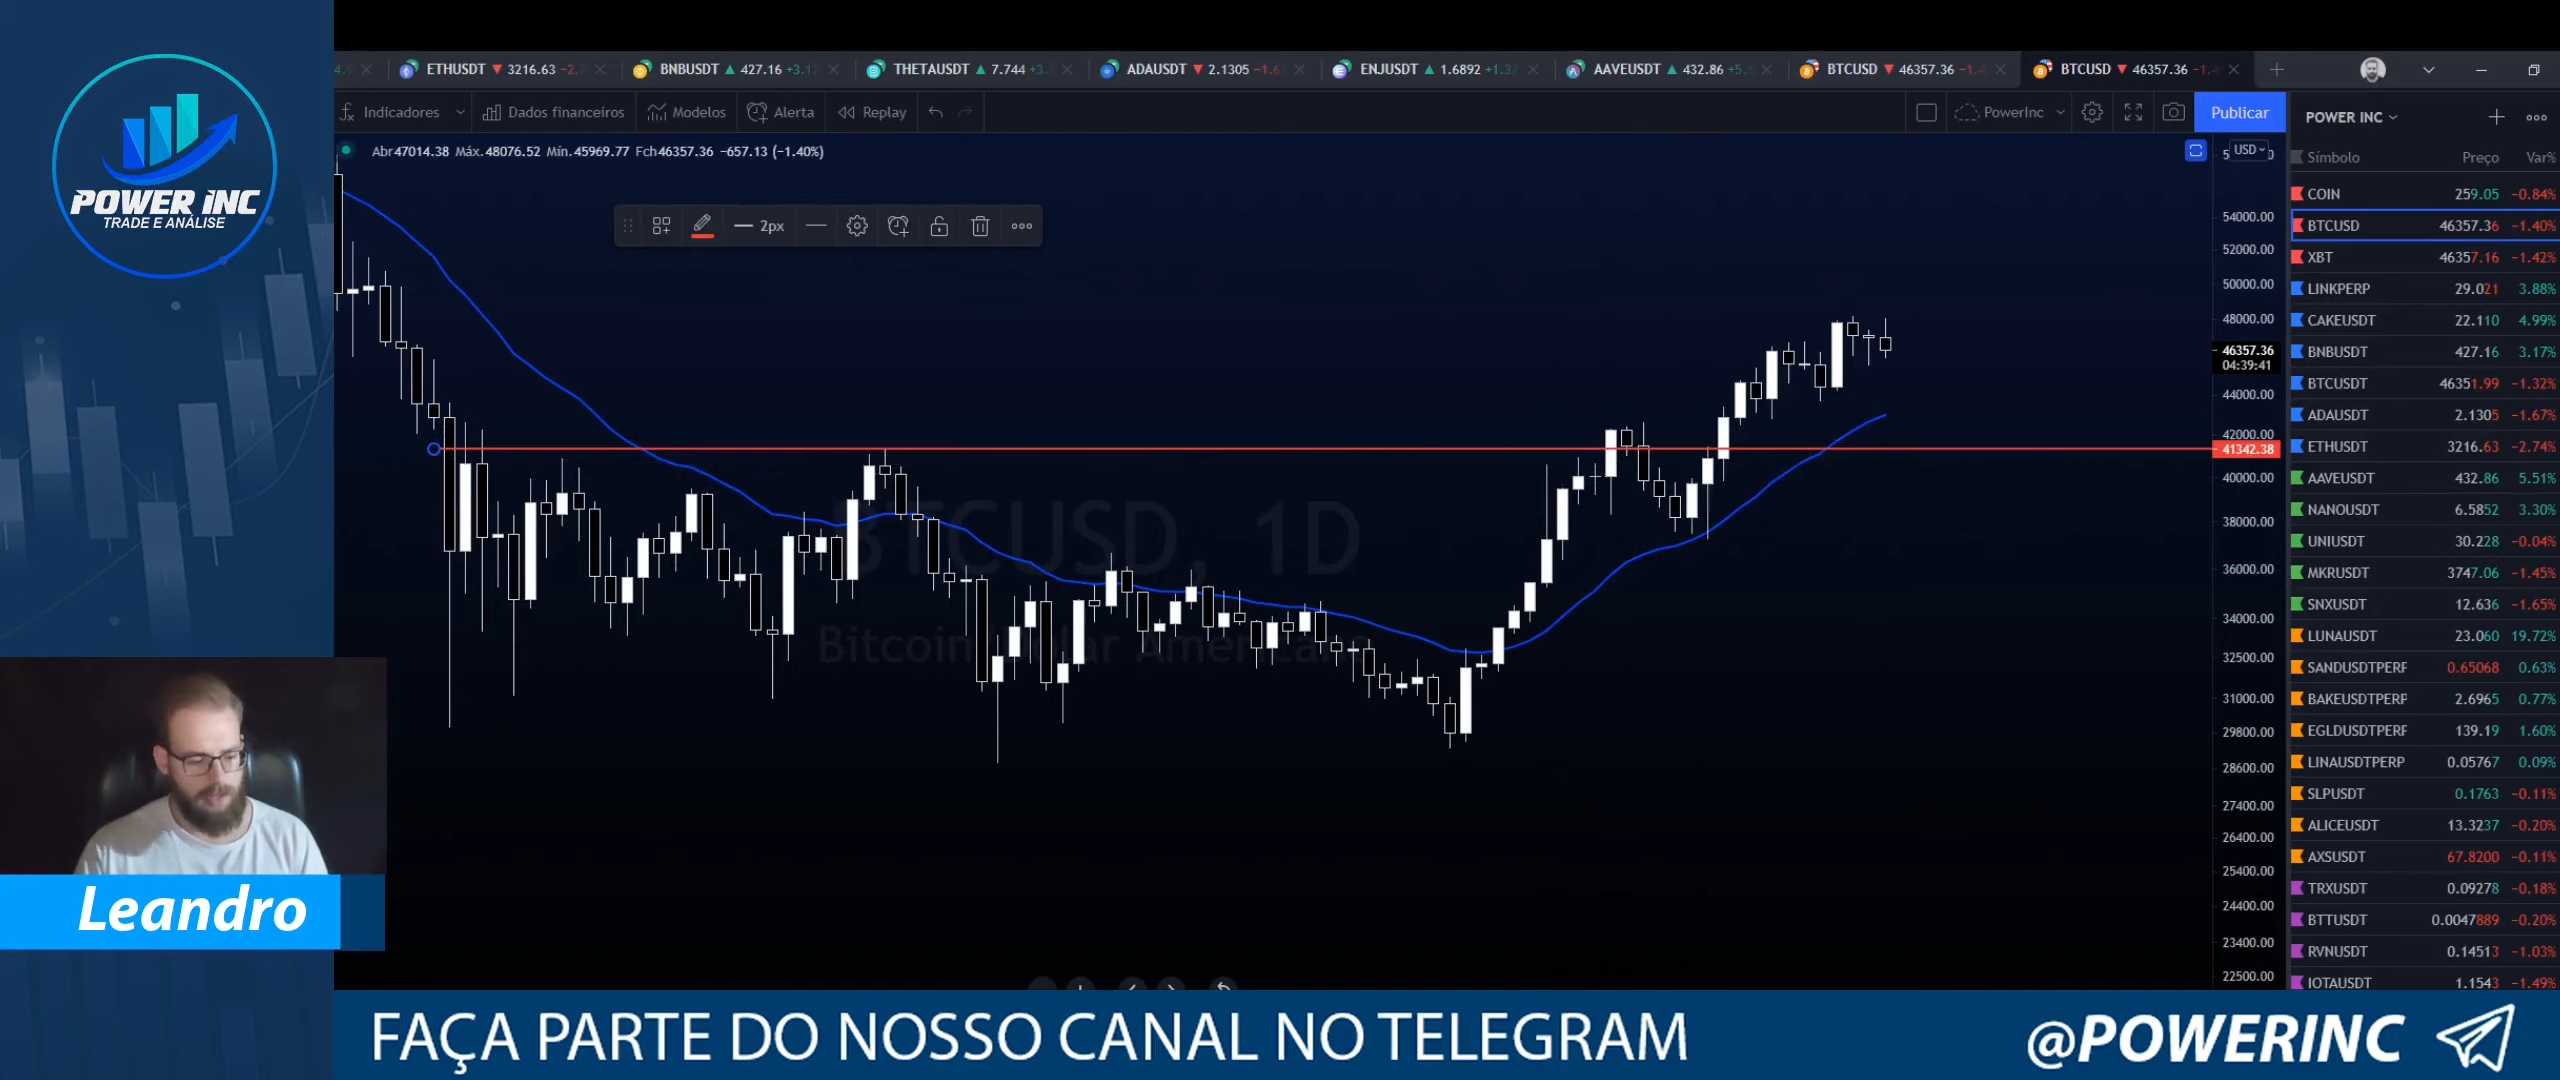 POWER INC
TRADE E ANÁLISE
Leandro
ETHUSDT 3216.63
BNBUSDT 427.16
THETAUSDT 7.744
ADAUSDT 2.1305
ENJUSDT 1.6892
AAVEUSDT 432.86
BTCUSD 46357.36
BTCUSD 46357.36
Indicadores
Dados financeiros
Modelos
Alerta
Replay
PowerInc
Publicar
Abr47014.38 Máx.48076.52 Mín.45969.77 Fch46357.36 −657.13 (−1.40%)
2px
BTCUSD, 1D
Bitcoin
USD
54000.00
52000.00
50000.00
48000.00
46357.36
04:39:41
44000.00
42000.00
41342.38
40000.00
38000.00
36000.00
34000.00
32500.00
31000.00
29800.00
28600.00
27400.00
26400.00
25400.00
24400.00
23400.00
22500.00
POWER INC
Símbolo Preço Var%
COIN 259.05 −0.84%
BTCUSD 46357.36 −1.40%
XBT 46357.16 −1.42%
LINKPERP 29.021 3.88%
CAKEUSDT 22.110 4.99%
BNBUSDT 427.16 3.17%
BTCUSDT 46351.99 −1.32%
ADAUSDT 2.1305 −1.67%
ETHUSDT 3216.63 −2.74%
AAVEUSDT 432.86 5.51%
NANOUSDT 6.5852 3.30%
UNIUSDT 30.228 −0.04%
MKRUSDT 3747.06 −1.45%
SNXUSDT 12.636 −1.65%
LUNAUSDT 23.060 19.72%
SANDUSDTPERP 0.65068 0.63%
BAKEUSDTPERP 2.6965 0.77%
EGLDUSDTPERP 139.19 1.60%
LINAUSDTPERP 0.05767 0.09%
SLPUSDT 0.1763 −0.11%
ALICEUSDT 13.3237 −0.20%
AXSUSDT 67.8200 −0.11%
TRXUSDT 0.09278 −0.18%
BTTUSDT 0.0047889 −0.20%
RVNUSDT 0.14513 −1.03%
IOTAUSDT 1.1543 −1.49%
FAÇA PARTE DO NOSSO CANAL NO TELEGRAM
@POWERINC